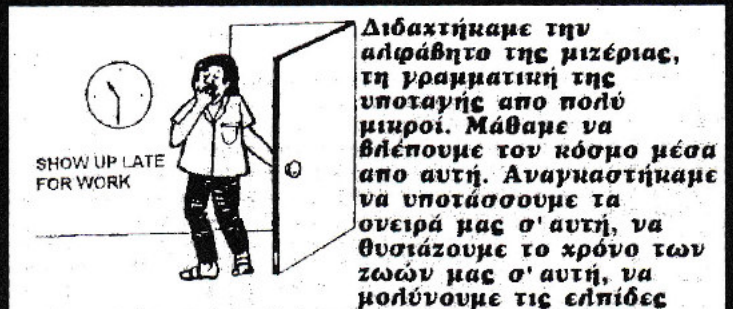 SHOW UP LATE
FOR WORK
Διδαχτήκαμε την
αλφάβητο της μιζέριας,
τη γραμματική της
υποταγής απο πολύ
μικροί. Μάθαμε να
βλέπουμε τον κόσμο μέσα
απο αυτή. Αναγκαστήκαμε
να υποτάσσουμε τα
ονειρά μας σ' αυτή, να
θυσιάζουμε το χρόνο των
ζωών μας σ' αυτή, να
μολύνουμε τις ελπίδες